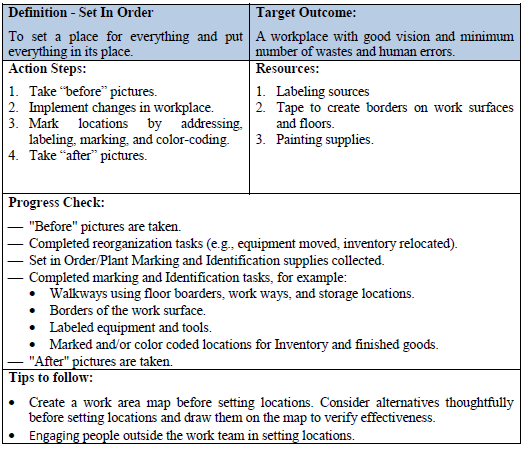 Definition - Set In Order
To set a place for everything and put
everything in its place.
Target Outcome:
A workplace with good vision and minimum
number of wastes and human errors.
Action Steps:
1. Take “before” pictures.
2. Implement changes in workplace.
3. Mark locations by addressing,
labeling, marking, and color-coding.
4. Take “after” pictures.
Resources:
1. Labeling sources
2. Tape to create borders on work surfaces
and floors.
3. Painting supplies.
Progress Check:
— "Before" pictures are taken.
— Completed reorganization tasks (e.g., equipment moved, inventory relocated).
— Set in Order/Plant Marking and Identification supplies collected.
— Completed marking and Identification tasks, for example:
• Walkways using floor boarders, work ways, and storage locations.
• Borders of the work surface.
• Labeled equipment and tools.
• Marked and/or color coded locations for Inventory and finished goods.
— "After" pictures are taken.
Tips to follow:
• Create a work area map before setting locations. Consider alternatives thoughtfully
before setting locations and draw them on the map to verify effectiveness.
• Engaging people outside the work team in setting locations.